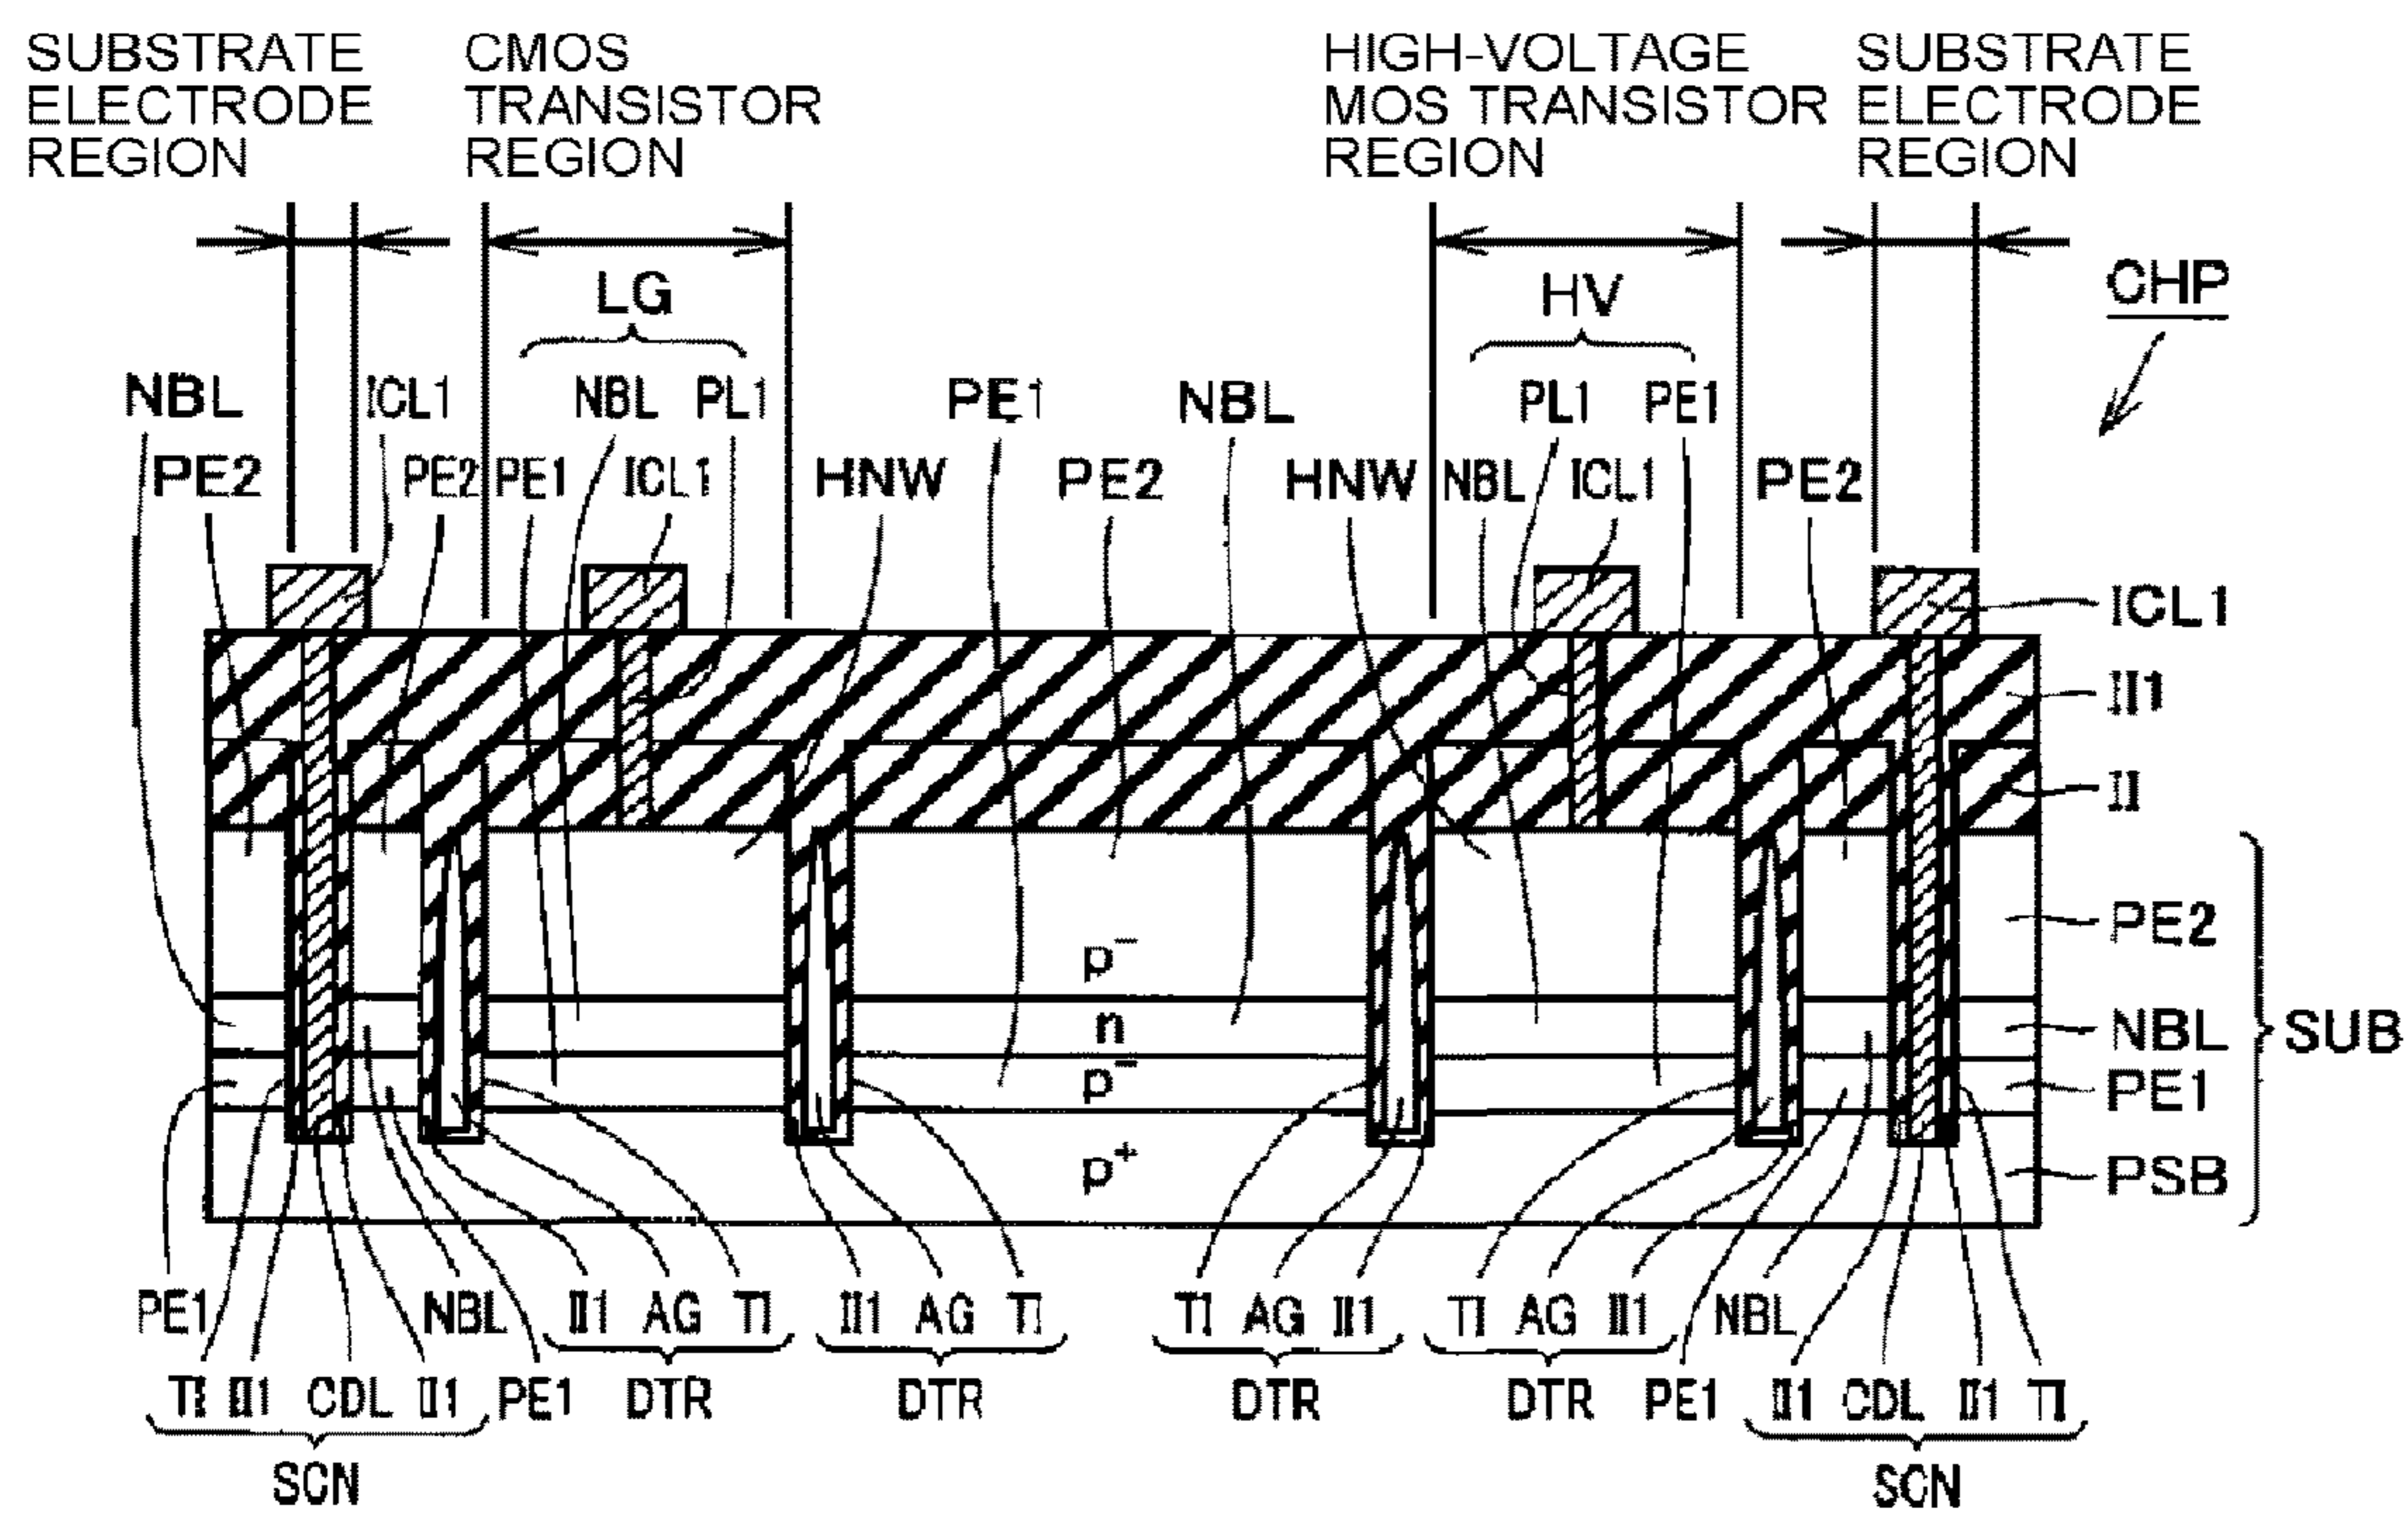 SUBSTRATE ELECTRODE REGION
CMOS TRANSISTOR REGION
HIGH-VOLTAGE MOS TRANSISTOR REGION
SUBSTRATE ELECTRODE REGION
CHP
LG
HV
NBL ICL1 NBL PL1 PE1 NBL PL1 PE1
PE2 PE2 PE1 ICL1 HNW PE2 HNW NBL ICL1 PE2
ICL1
II1
II
p⁻ PE2
n NBL SUB
p⁻ PE1
p⁺ PSB
PE1 NBL II1 AG TI II1 AG TI TI AG II1 TI AG II1 NBL
TI II1 CDL II1 PE1 DTR DTR DTR DTR PE1 II1 CDL II1 TI
SCN SCN